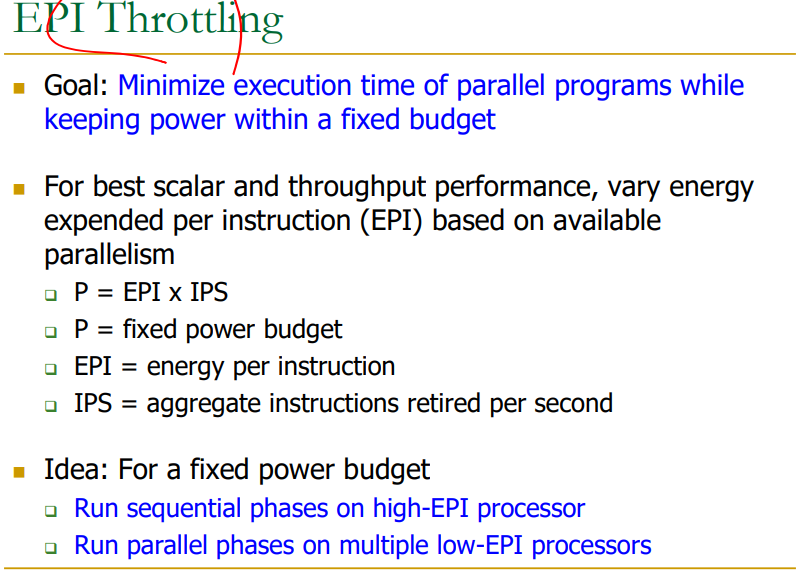 EPI Throttling
Goal: Minimize execution time of parallel programs while
keeping power within a fixed budget
For best scalar and throughput performance, vary energy
expended per instruction (EPI) based on available
parallelism
P = EPI x IPS
P = fixed power budget
EPI = energy per instruction
IPS = aggregate instructions retired per second
Idea: For a fixed power budget
Run sequential phases on high-EPI processor
Run parallel phases on multiple low-EPI processors